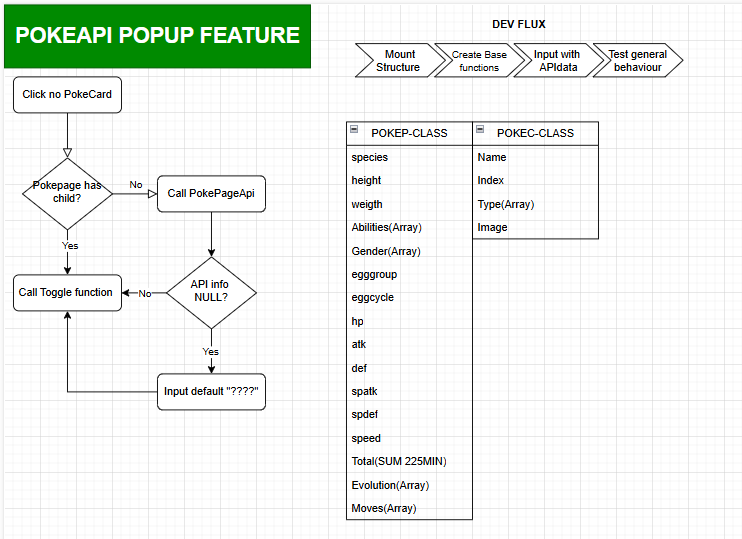 POKEAPI POPUP FEATURE
DEV FLUX
Mount
Structure
Create Base
functions
Input with
APIdata
Test general
behaviour
Click no PokeCard
Pokepage has
child?
No
Call PokePageApi
Yes
Call Toggle function
No
API info
NULL?
Yes
Input default "????"
POKEP-CLASS
species
height
weigth
Abilities(Array)
Gender(Array)
egggroup
eggcycle
hp
atk
def
spatk
spdef
speed
Total(SUM 225MIN)
Evolution(Array)
Moves(Array)
POKEC-CLASS
Name
Index
Type(Array)
Image